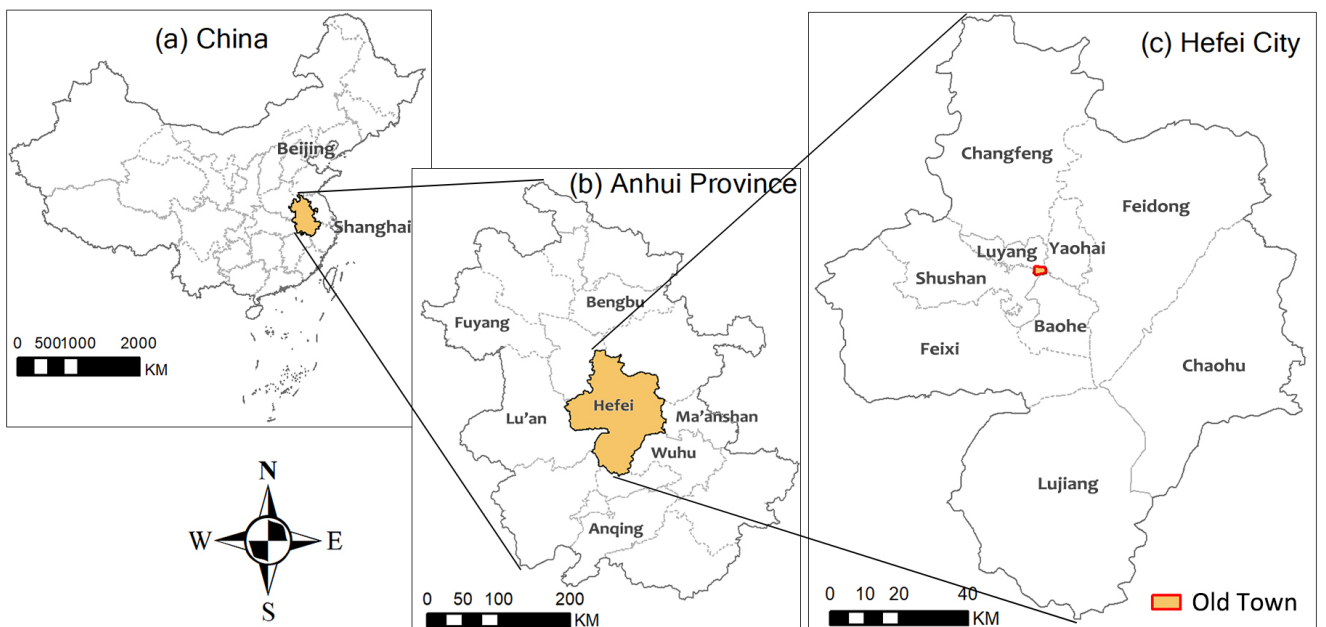 (a) China
Beijing
Shanghai
0 5001000 2000
KM
(b) Anhui Province
Bengbu
Fuyang
Hefei
Lu'an
Ma'anshan
Wuhu
Anqing
0 50 100 200
KM
(c) Hefei City
Changfeng
Feidong
Luyang
Yaohai
Shushan
Baohe
Feixi
Chaohu
Lujiang
0 10 20 40
KM
Old Town
N
W E
S